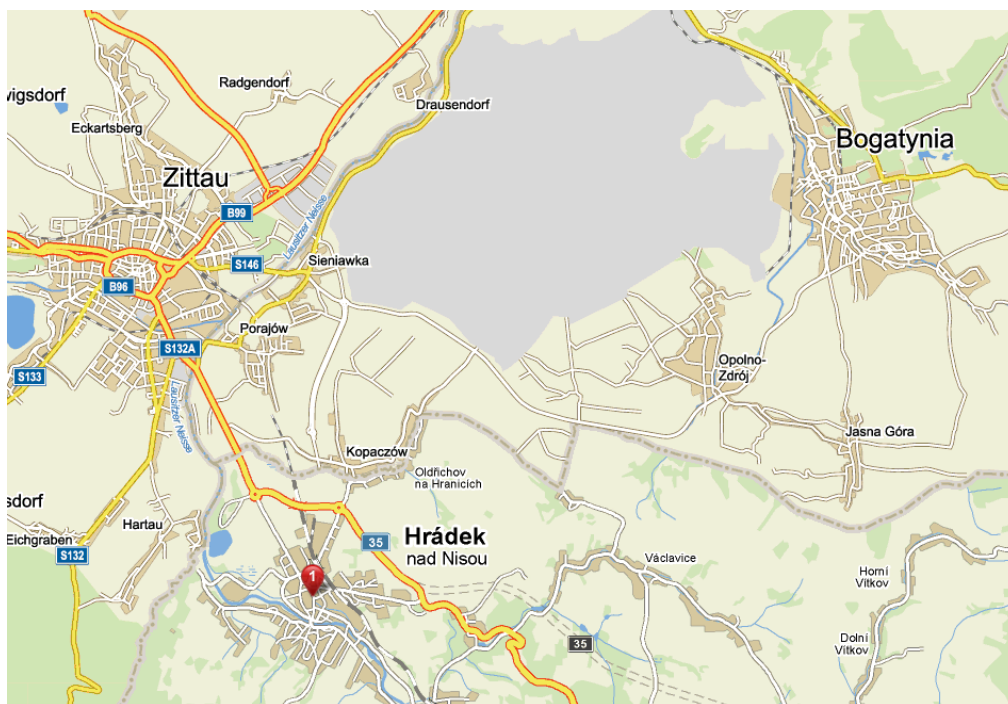 Radgendorf
wigsdorf
Drausendorf
Eckartsberg
Bogatynia
Zittau
B99
Lausitzer Neisse
S146
Sieniawka
B96
Porajów
S132A
Opolno-
Zdrój
S133
Lausitzer Neisse
Jasna Góra
Kopaczów
Oldřichov
na Hranicích
sdorf
Hartau
Eichgraben
35
Hrádek
nad Nisou
S132
Václavice
Horní
Vítkov
1
35
Dolní
Vítkov